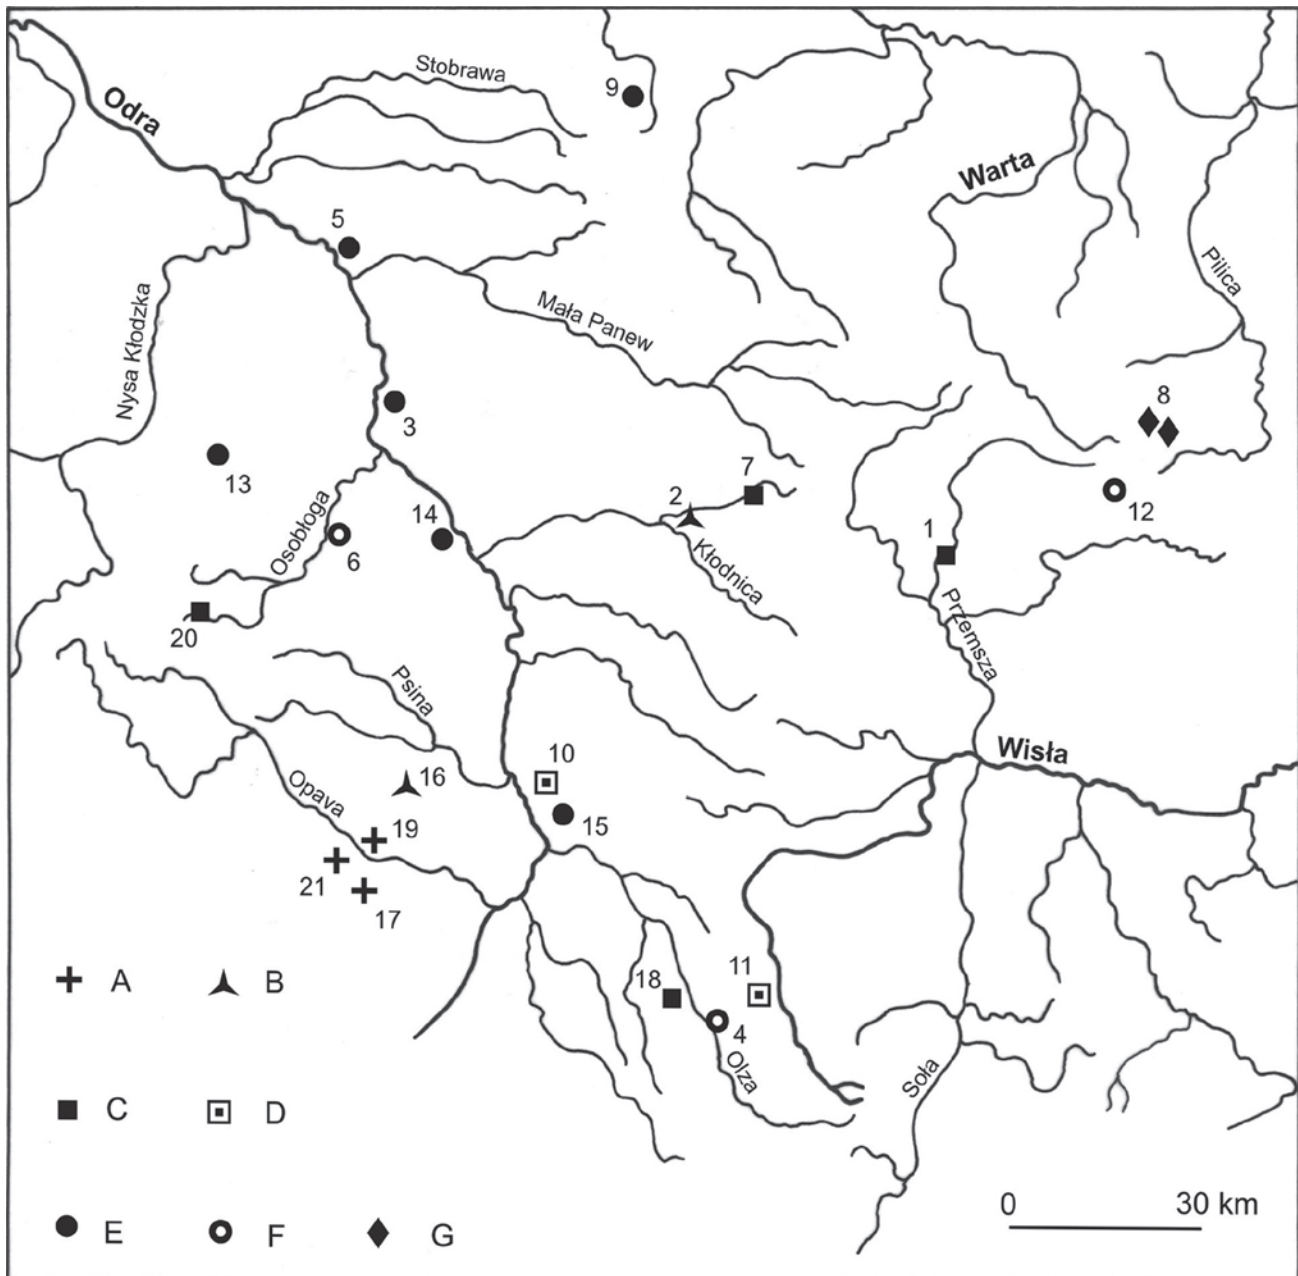 Stobrawa
9
Odra
Warta
5
Pilica
Mała Panew
Nysa Kłodzka
8
3
13
7
2
12
14
Osobłoga
6
1
Kłodnica
20
Przemsza
Psina
Wisła
10
16
Opava
19
15
21
17
18
11
4
Olza
Soła
A
B
C
D
E
F
G
0
30 km